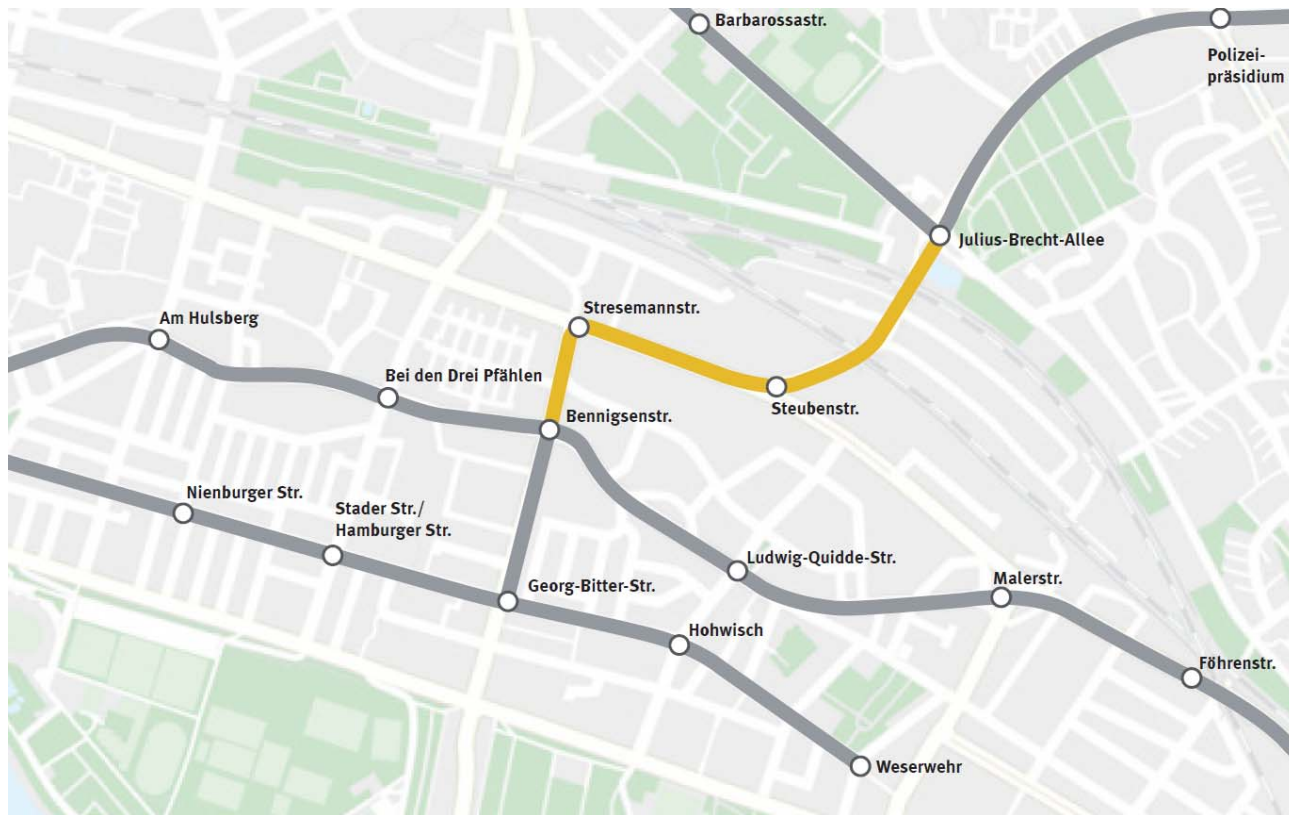 Barbarossastr.
Polizei-
präsidium
Julius-Brecht-Allee
Stresemannstr.
Am Hulsberg
Bei den Drei Pfählen
Steubenstr.
Bennigsenstr.
Nienburger Str.
Stader Str./
Hamburger Str.
Ludwig-Quidde-Str.
Georg-Bitter-Str.
Malerstr.
Hohwisch
Föhrenstr.
Weserwehr